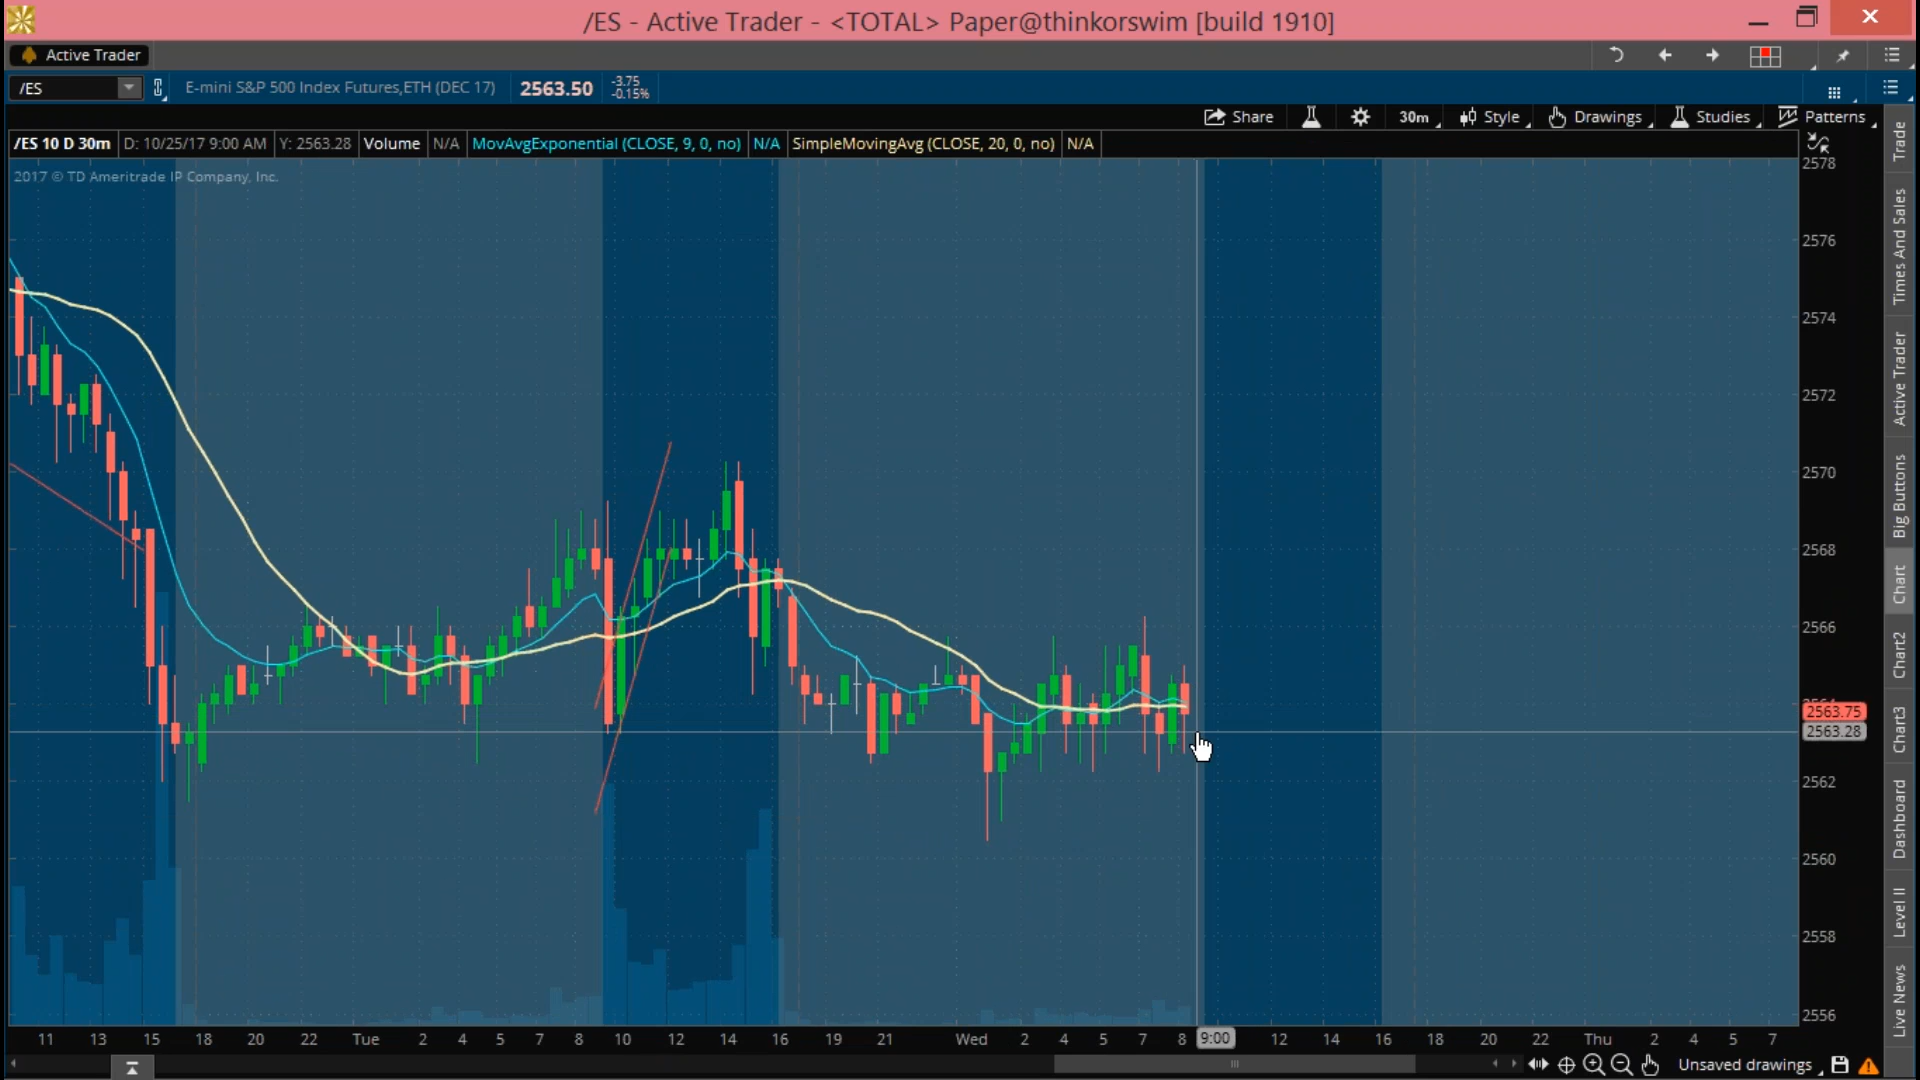 /ES - Active Trader - <TOTAL> Paper@thinkorswim [build 1910]
Active Trader
/ES E-mini S&P 500 Index Futures,ETH (DEC 17) 2563.50 -3.75 -0.15%
Share 30m Style Drawings Studies Patterns
/ES 10 D 30m D: 10/25/17 9:00 AM Y: 2563.28 Volume N/A MovAvgExponential (CLOSE, 9, 0, no) N/A SimpleMovingAvg (CLOSE, 20, 0, no) N/A
2017 © TD Ameritrade IP Company, Inc.
2578
2576
2574
2572
2570
2568
2566
2563.75
2563.28
2562
2560
2558
2556
11 13 15 18 20 22 Tue 2 4 5 7 8 10 12 14 16 19 21 Wed 2 4 5 7 8 9:00 12 14 16 18 20 22 Thu 2 4 5 7
Unsaved drawings
Trade
Times And Sales
Active Trader
Big Buttons
Chart
Chart2
Chart3
Dashboard
Level II
Live News